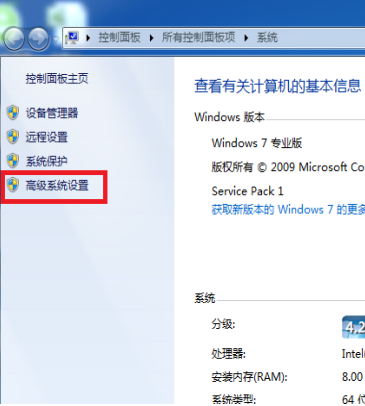 控制面板 ▸ 所有控制面板项 ▸ 系统
控制面板主页
设备管理器
远程设置
系统保护
高级系统设置
查看有关计算机的基本信息
Windows 版本
Windows 7 专业版
版权所有 © 2009 Microsoft Co
Service Pack 1
获取新版本的 Windows 7 的更多
系统
分级:
4.2
处理器:
Intel
安装内存(RAM):
8.00
系统类型:
64 位